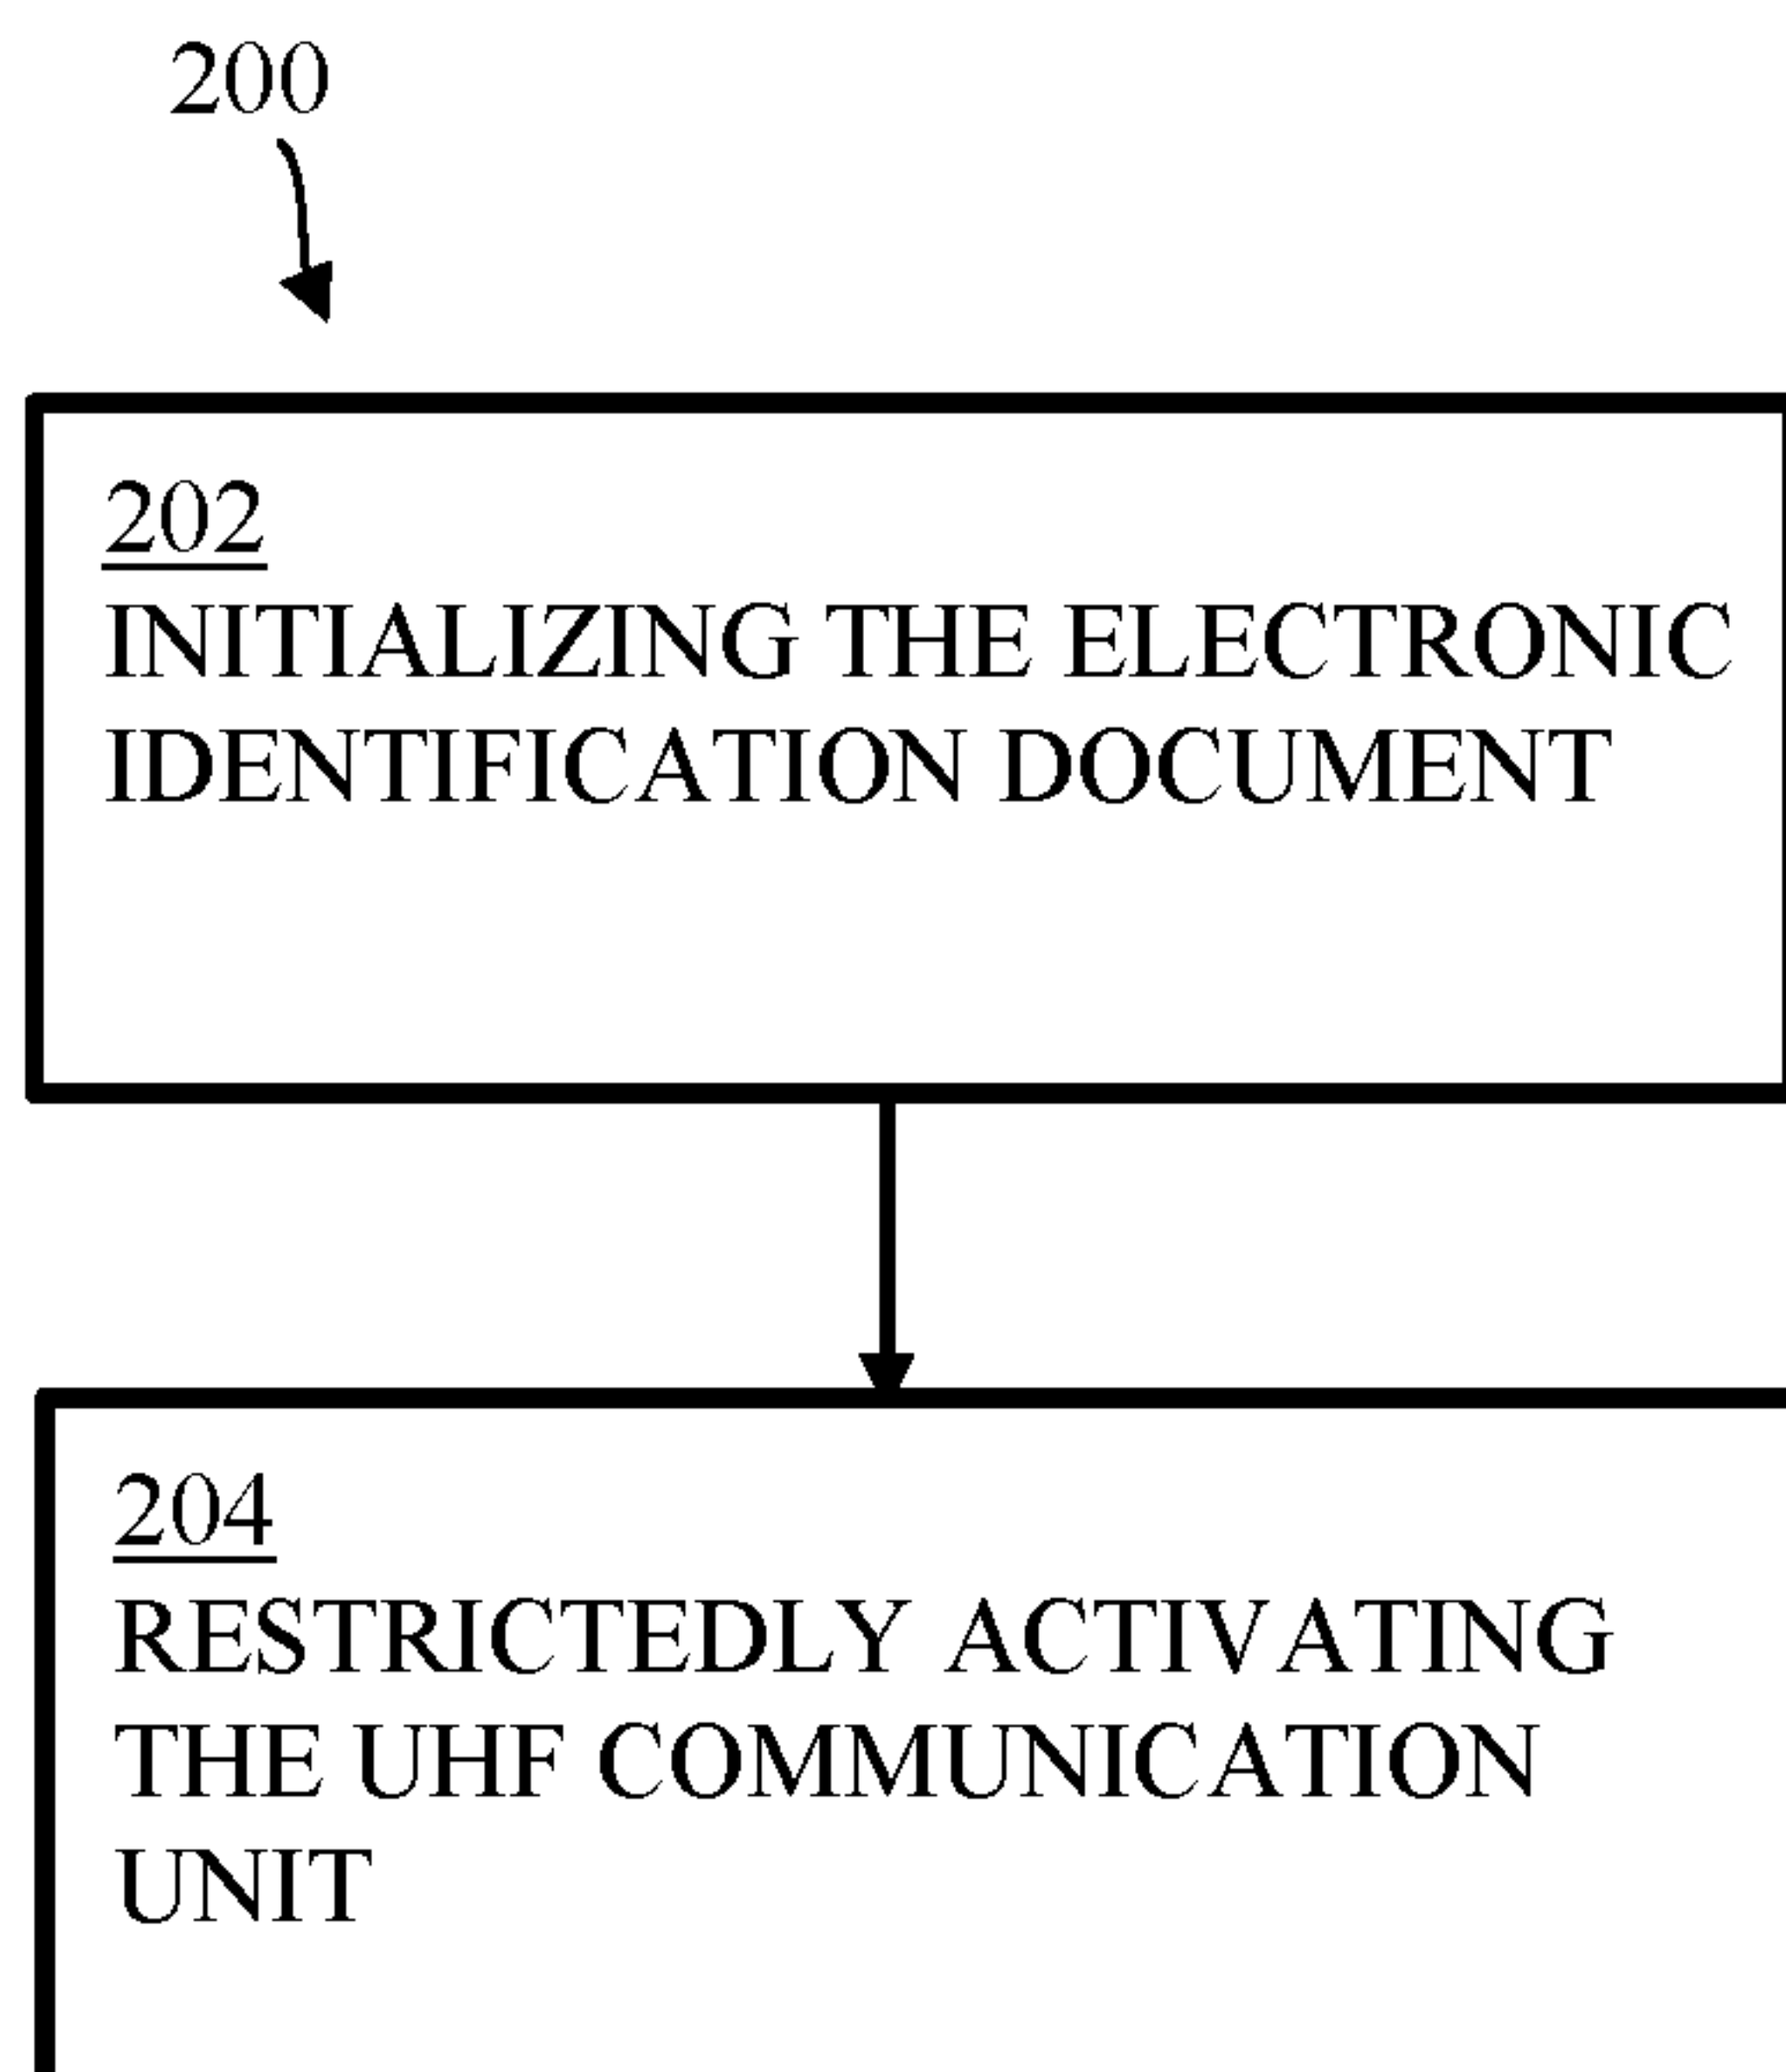 200
202
INITIALIZING THE ELECTRONIC
IDENTIFICATION DOCUMENT
204
RESTRICTEDLY ACTIVATING
THE UHF COMMUNICATION
UNIT